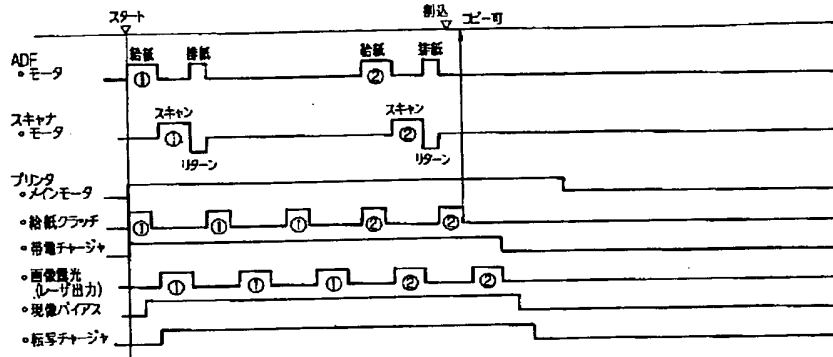 スタート
割込
コピー可
給紙 排紙 給紙 排紙
ADF
・モータ
① ②
スキャン スキャン
スキャナ
・モータ
① ②
リターン リターン
プリンタ
・メインモータ
・給紙クラッチ
① ① ① ② ②
・帯電チャージャ
・画像露光
(レーザ出力)
① ① ① ② ②
・現像バイアス
・転写チャージャ